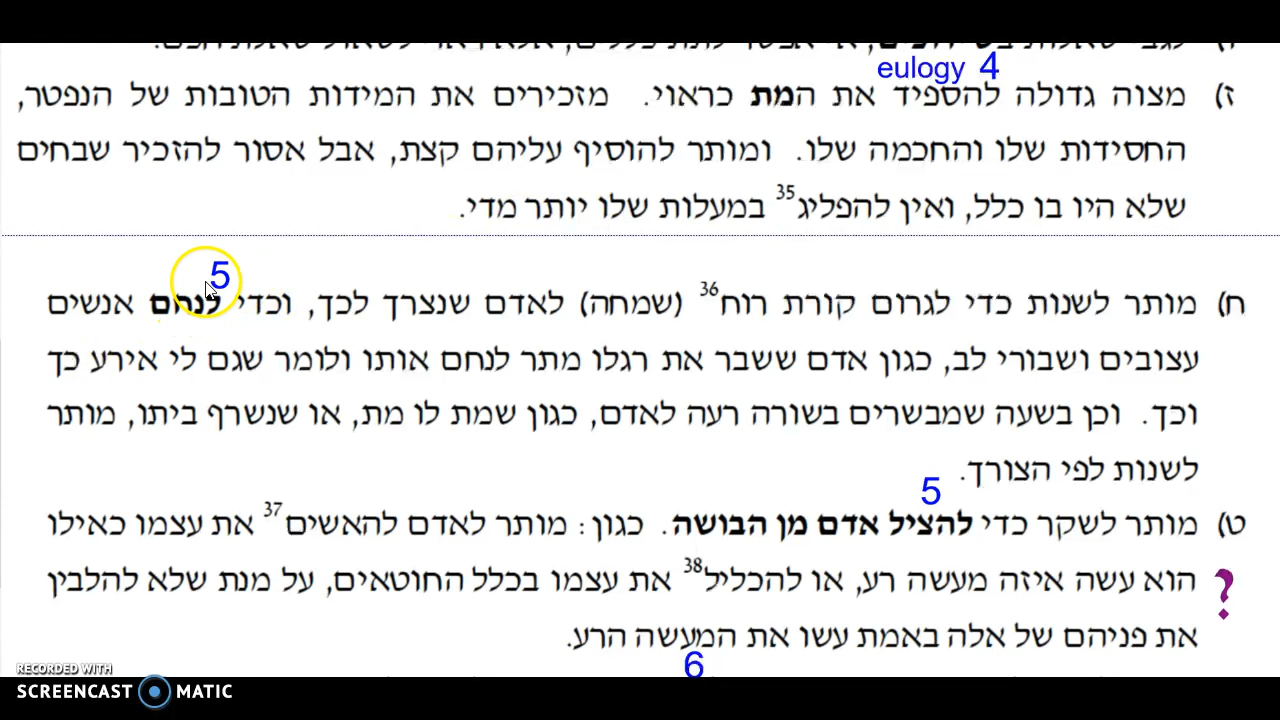 eulogy 4
ז) מצוה גדולה להספיד את המת כראוי. מזכירים את המידות הטובות של הנפטר,
החסידות שלו והחכמה שלו. ומותר להוסיף עליהם קצת, אבל אסור להזכיר שבחים
שלא היו בו כלל, ואין להפליג35 במעלות שלו יותר מדי.
5
ח) מותר לשנות כדי לגרום קורת רוח36 (שמחה) לאדם שנצרך לכך, וכדי לנחם אנשים
עצובים ושבורי לב, כגון אדם ששבר את רגלו מתר לנחם אותו ולומר שגם לי אירע כך
וכך. וכן בשעה שמבשרים בשורה רעה לאדם, כגון שמת לו מת, או שנשרף ביתו, מותר
לשנות לפי הצורך.
5
ט) מותר לשקר כדי להציל אדם מן הבושה. כגון: מותר לאדם להאשים37 את עצמו כאילו
הוא עשה איזה מעשה רע, או להכליל38 את עצמו בכלל החוטאים, על מנת שלא להלבין ?
את פניהם של אלה באמת עשו את המעשה הרע.
6
RECORDED WITH
SCREENCAST MATIC